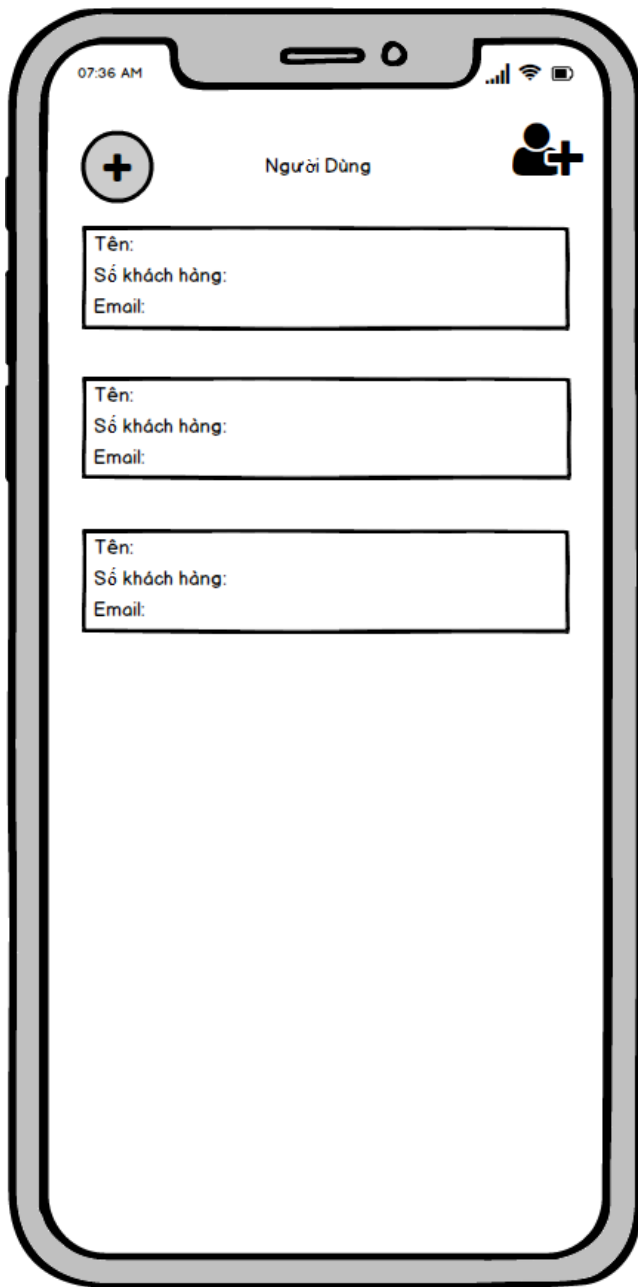 07:36 AM
Người Dùng
Tên:
Số khách hàng:
Email:
Tên:
Số khách hàng:
Email:
Tên:
Số khách hàng:
Email: